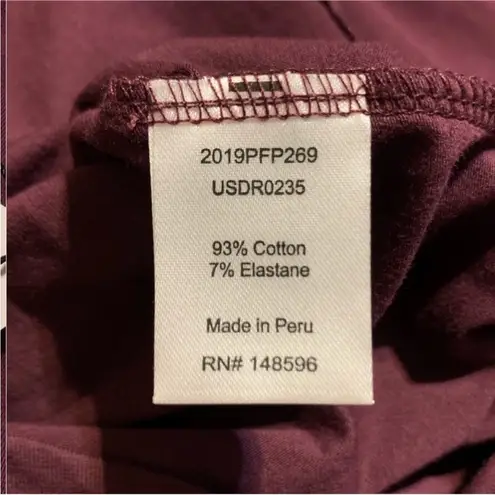 2019PFP269
USDR0235
93% Cotton
7% Elastane
Made in Peru
RN# 148596